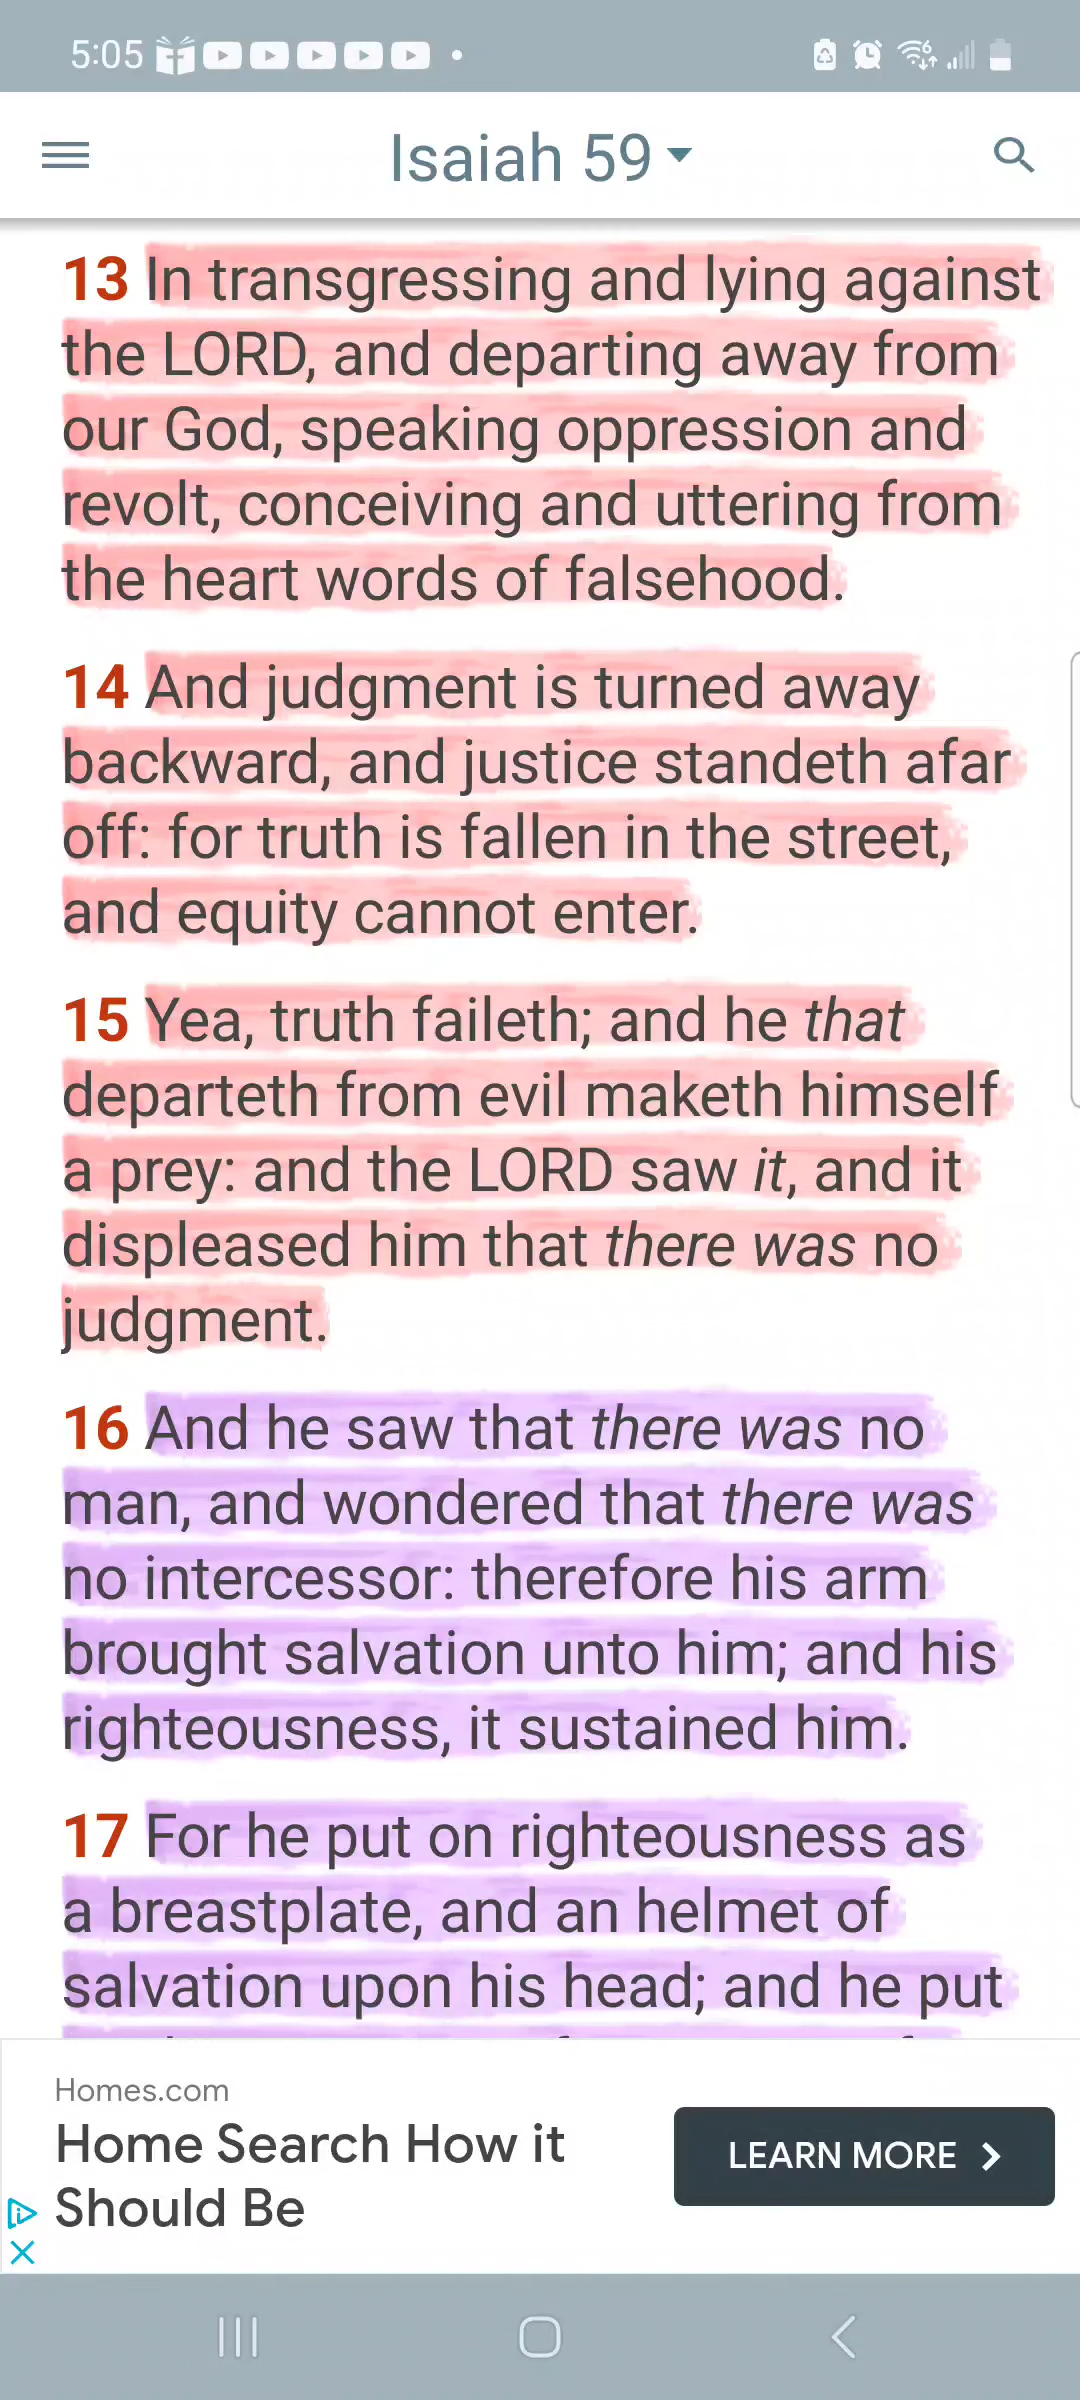 5:05
Isaiah 59
13 In transgressing and lying against
the LORD, and departing away from
our God, speaking oppression and
revolt, conceiving and uttering from
the heart words of falsehood.
14 And judgment is turned away
backward, and justice standeth afar
off: for truth is fallen in the street,
and equity cannot enter.
15 Yea, truth faileth; and he that
departeth from evil maketh himself
a prey: and the LORD saw it, and it
displeased him that there was no
judgment.
16 And he saw that there was no
man, and wondered that there was
no intercessor: therefore his arm
brought salvation unto him; and his
righteousness, it sustained him.
17 For he put on righteousness as
a breastplate, and an helmet of
salvation upon his head; and he put
Homes.com
Home Search How it
Should Be
LEARN MORE